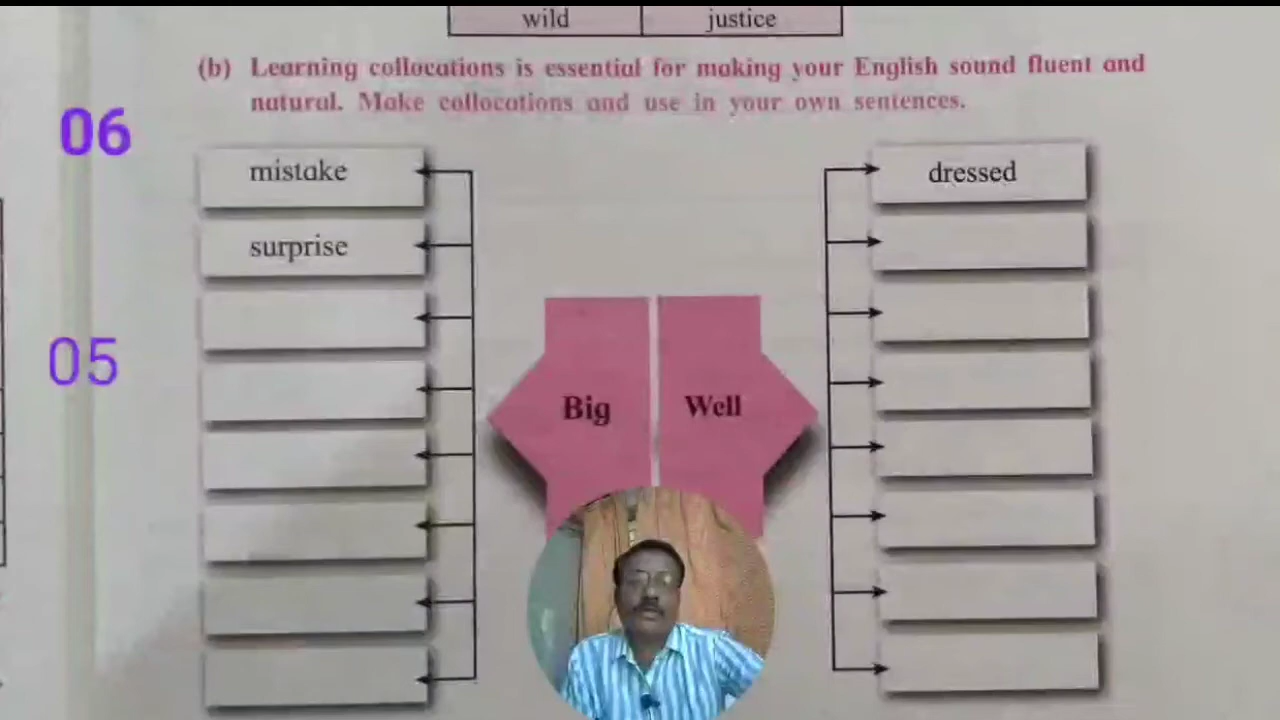 wild justice
(b) Learning collocations is essential for making your English sound fluent and
natural. Make collocations and use in your own sentences.
06
mistake
dressed
surprise
05
Big
Well